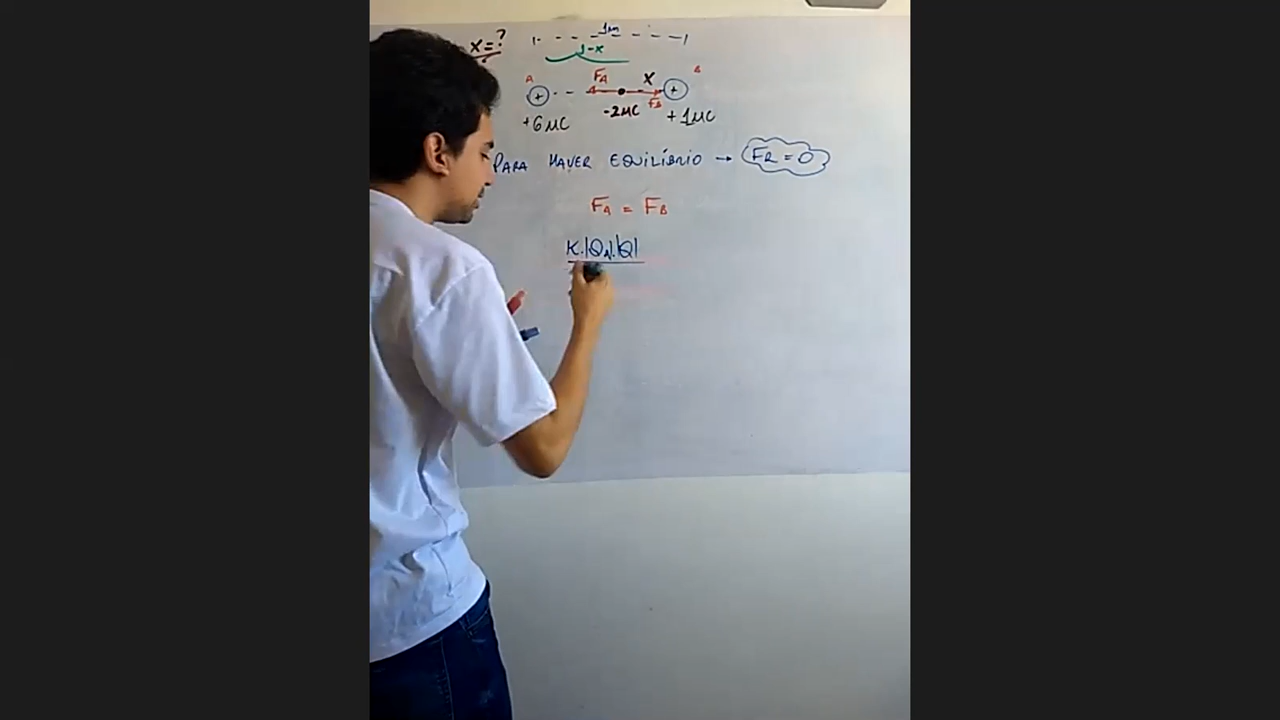 x=? 1m
1-x
A FA x B
+ FB +
+6μC -2μC +1μC
PARA HAVER EQUILÍBRIO → FR = 0
FA = FB
K.|QA|.|Q|